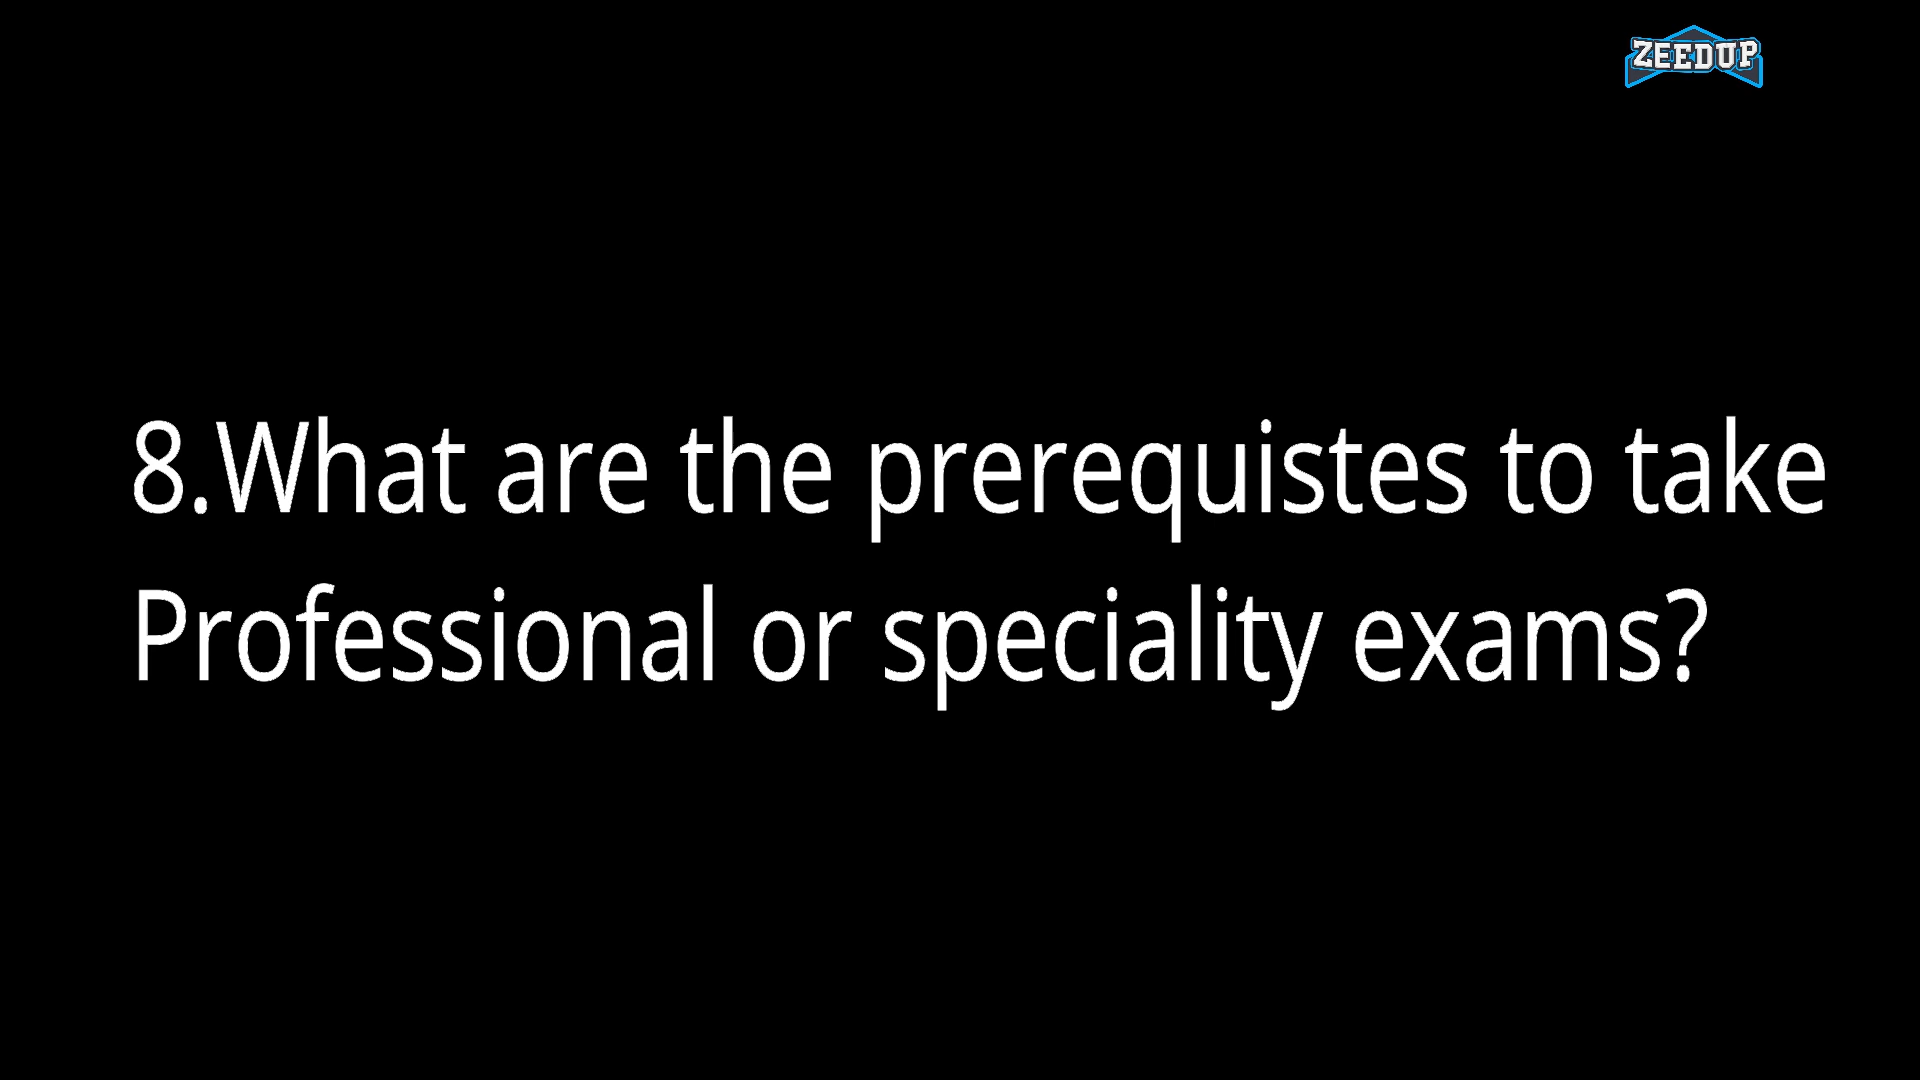 ZEEDUP
8.What are the prerequistes to take
Professional or speciality exams?